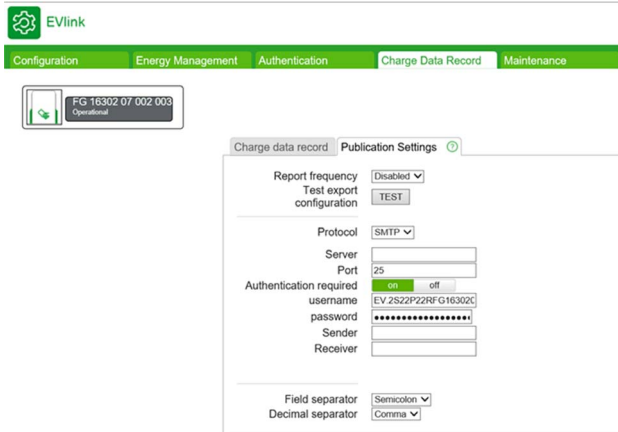 EVlink
Configuration Energy Management Authentication Charge Data Record Maintenance
FG 16302 07 002 003
Operational
Charge data record Publication Settings ?
Report frequency Disabled
Test export
configuration TEST
Protocol SMTP
Server
Port 25
Authentication required on off
username EV.2S22P22RFG16302C
password ••••••••••••••••••
Sender
Receiver
Field separator Semicolon
Decimal separator Comma